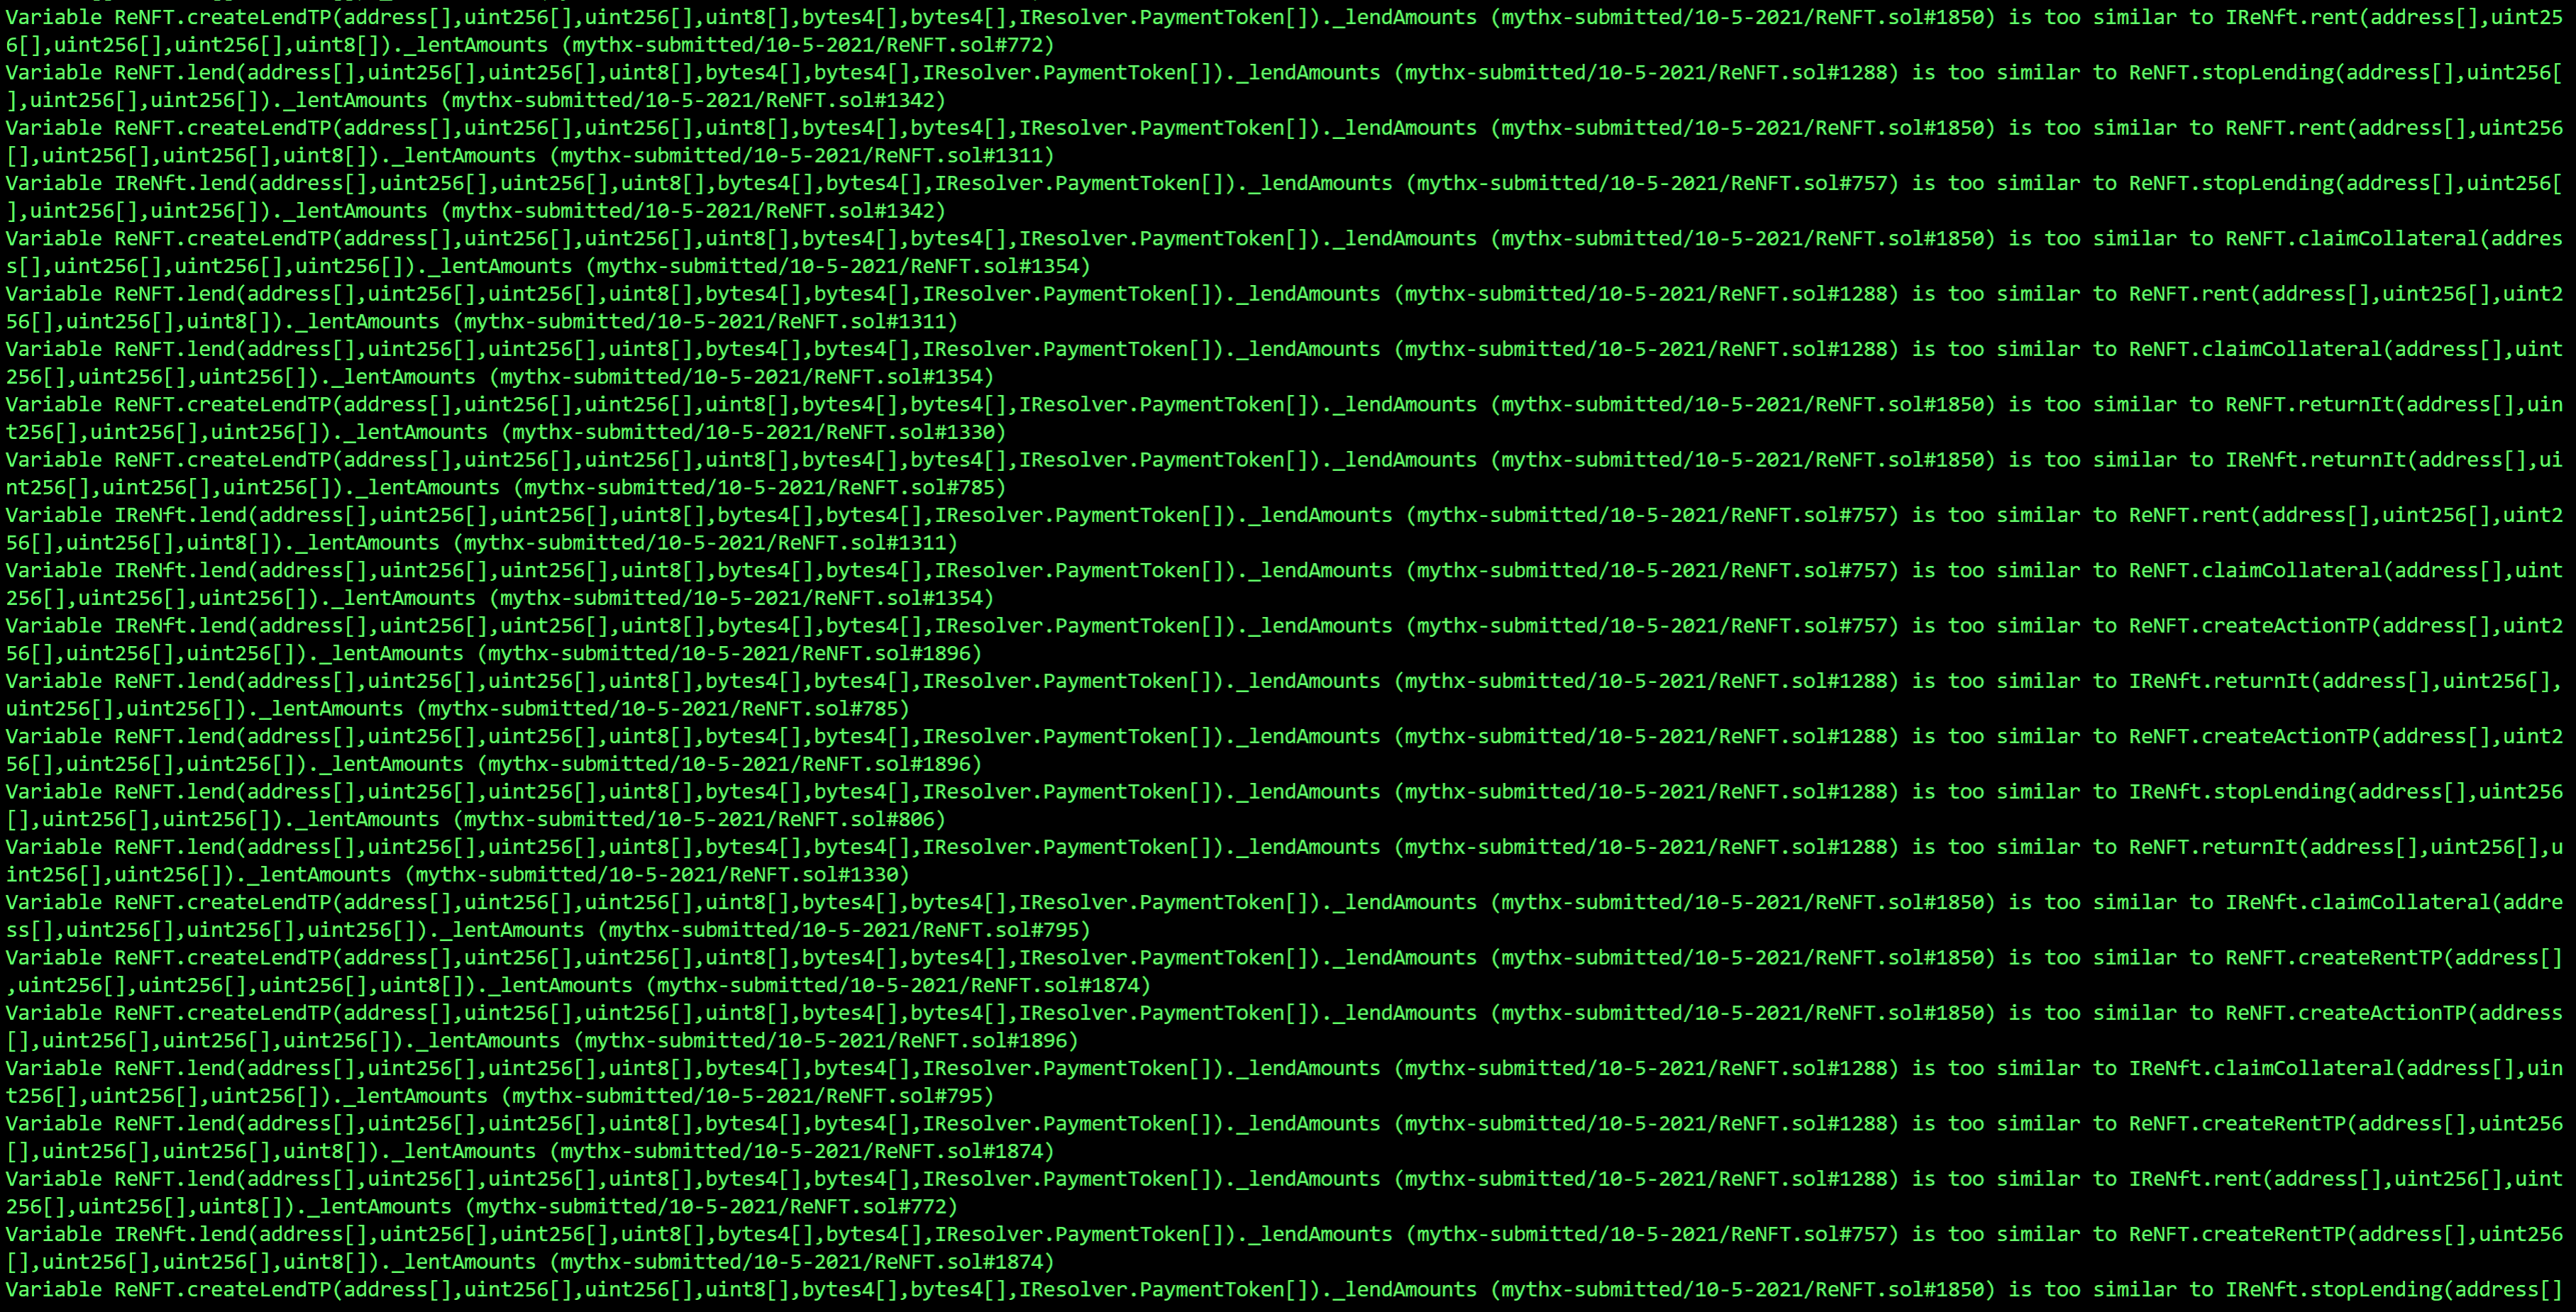 Variable ReNFT.createLendTP(address[],uint256[],uint256[],uint8[],bytes4[],bytes4[],IResolver.PaymentToken[])._lendAmounts (mythx-submitted/10-5-2021/ReNFT.sol#1850) is too similar to IReNft.rent(address[],uint25
6[],uint256[],uint256[],uint8[])._lentAmounts (mythx-submitted/10-5-2021/ReNFT.sol#772)
Variable ReNFT.lend(address[],uint256[],uint256[],uint8[],bytes4[],bytes4[],IResolver.PaymentToken[])._lendAmounts (mythx-submitted/10-5-2021/ReNFT.sol#1288) is too similar to ReNFT.stopLending(address[],uint256[
],uint256[],uint256[])._lentAmounts (mythx-submitted/10-5-2021/ReNFT.sol#1342)
Variable ReNFT.createLendTP(address[],uint256[],uint256[],uint8[],bytes4[],bytes4[],IResolver.PaymentToken[])._lendAmounts (mythx-submitted/10-5-2021/ReNFT.sol#1850) is too similar to ReNFT.rent(address[],uint256
[],uint256[],uint256[],uint8[])._lentAmounts (mythx-submitted/10-5-2021/ReNFT.sol#1311)
Variable IReNft.lend(address[],uint256[],uint256[],uint8[],bytes4[],bytes4[],IResolver.PaymentToken[])._lendAmounts (mythx-submitted/10-5-2021/ReNFT.sol#757) is too similar to ReNFT.stopLending(address[],uint256[
],uint256[],uint256[])._lentAmounts (mythx-submitted/10-5-2021/ReNFT.sol#1342)
Variable ReNFT.createLendTP(address[],uint256[],uint256[],uint8[],bytes4[],bytes4[],IResolver.PaymentToken[])._lendAmounts (mythx-submitted/10-5-2021/ReNFT.sol#1850) is too similar to ReNFT.claimCollateral(addres
s[],uint256[],uint256[],uint256[])._lentAmounts (mythx-submitted/10-5-2021/ReNFT.sol#1354)
Variable ReNFT.lend(address[],uint256[],uint256[],uint8[],bytes4[],bytes4[],IResolver.PaymentToken[])._lendAmounts (mythx-submitted/10-5-2021/ReNFT.sol#1288) is too similar to ReNFT.rent(address[],uint256[],uint2
56[],uint256[],uint8[])._lentAmounts (mythx-submitted/10-5-2021/ReNFT.sol#1311)
Variable ReNFT.lend(address[],uint256[],uint256[],uint8[],bytes4[],bytes4[],IResolver.PaymentToken[])._lendAmounts (mythx-submitted/10-5-2021/ReNFT.sol#1288) is too similar to ReNFT.claimCollateral(address[],uint
256[],uint256[],uint256[])._lentAmounts (mythx-submitted/10-5-2021/ReNFT.sol#1354)
Variable ReNFT.createLendTP(address[],uint256[],uint256[],uint8[],bytes4[],bytes4[],IResolver.PaymentToken[])._lendAmounts (mythx-submitted/10-5-2021/ReNFT.sol#1850) is too similar to ReNFT.returnIt(address[],uin
t256[],uint256[],uint256[])._lentAmounts (mythx-submitted/10-5-2021/ReNFT.sol#1330)
Variable ReNFT.createLendTP(address[],uint256[],uint256[],uint8[],bytes4[],bytes4[],IResolver.PaymentToken[])._lendAmounts (mythx-submitted/10-5-2021/ReNFT.sol#1850) is too similar to IReNft.returnIt(address[],ui
nt256[],uint256[],uint256[])._lentAmounts (mythx-submitted/10-5-2021/ReNFT.sol#785)
Variable IReNft.lend(address[],uint256[],uint256[],uint8[],bytes4[],bytes4[],IResolver.PaymentToken[])._lendAmounts (mythx-submitted/10-5-2021/ReNFT.sol#757) is too similar to ReNFT.rent(address[],uint256[],uint2
56[],uint256[],uint8[])._lentAmounts (mythx-submitted/10-5-2021/ReNFT.sol#1311)
Variable IReNft.lend(address[],uint256[],uint256[],uint8[],bytes4[],bytes4[],IResolver.PaymentToken[])._lendAmounts (mythx-submitted/10-5-2021/ReNFT.sol#757) is too similar to ReNFT.claimCollateral(address[],uint
256[],uint256[],uint256[])._lentAmounts (mythx-submitted/10-5-2021/ReNFT.sol#1354)
Variable IReNft.lend(address[],uint256[],uint256[],uint8[],bytes4[],bytes4[],IResolver.PaymentToken[])._lendAmounts (mythx-submitted/10-5-2021/ReNFT.sol#757) is too similar to ReNFT.createActionTP(address[],uint2
56[],uint256[],uint256[])._lentAmounts (mythx-submitted/10-5-2021/ReNFT.sol#1896)
Variable ReNFT.lend(address[],uint256[],uint256[],uint8[],bytes4[],bytes4[],IResolver.PaymentToken[])._lendAmounts (mythx-submitted/10-5-2021/ReNFT.sol#1288) is too similar to IReNft.returnIt(address[],uint256[],
uint256[],uint256[])._lentAmounts (mythx-submitted/10-5-2021/ReNFT.sol#785)
Variable ReNFT.lend(address[],uint256[],uint256[],uint8[],bytes4[],bytes4[],IResolver.PaymentToken[])._lendAmounts (mythx-submitted/10-5-2021/ReNFT.sol#1288) is too similar to ReNFT.createActionTP(address[],uint2
56[],uint256[],uint256[])._lentAmounts (mythx-submitted/10-5-2021/ReNFT.sol#1896)
Variable ReNFT.lend(address[],uint256[],uint256[],uint8[],bytes4[],bytes4[],IResolver.PaymentToken[])._lendAmounts (mythx-submitted/10-5-2021/ReNFT.sol#1288) is too similar to IReNft.stopLending(address[],uint256
[],uint256[],uint256[])._lentAmounts (mythx-submitted/10-5-2021/ReNFT.sol#806)
Variable ReNFT.lend(address[],uint256[],uint256[],uint8[],bytes4[],bytes4[],IResolver.PaymentToken[])._lendAmounts (mythx-submitted/10-5-2021/ReNFT.sol#1288) is too similar to ReNFT.returnIt(address[],uint256[],u
int256[],uint256[])._lentAmounts (mythx-submitted/10-5-2021/ReNFT.sol#1330)
Variable ReNFT.createLendTP(address[],uint256[],uint256[],uint8[],bytes4[],bytes4[],IResolver.PaymentToken[])._lendAmounts (mythx-submitted/10-5-2021/ReNFT.sol#1850) is too similar to IReNft.claimCollateral(addre
ss[],uint256[],uint256[],uint256[])._lentAmounts (mythx-submitted/10-5-2021/ReNFT.sol#795)
Variable ReNFT.createLendTP(address[],uint256[],uint256[],uint8[],bytes4[],bytes4[],IResolver.PaymentToken[])._lendAmounts (mythx-submitted/10-5-2021/ReNFT.sol#1850) is too similar to ReNFT.createRentTP(address[]
,uint256[],uint256[],uint256[],uint8[])._lentAmounts (mythx-submitted/10-5-2021/ReNFT.sol#1874)
Variable ReNFT.createLendTP(address[],uint256[],uint256[],uint8[],bytes4[],bytes4[],IResolver.PaymentToken[])._lendAmounts (mythx-submitted/10-5-2021/ReNFT.sol#1850) is too similar to ReNFT.createActionTP(address
[],uint256[],uint256[],uint256[])._lentAmounts (mythx-submitted/10-5-2021/ReNFT.sol#1896)
Variable ReNFT.lend(address[],uint256[],uint256[],uint8[],bytes4[],bytes4[],IResolver.PaymentToken[])._lendAmounts (mythx-submitted/10-5-2021/ReNFT.sol#1288) is too similar to IReNft.claimCollateral(address[],uin
t256[],uint256[],uint256[])._lentAmounts (mythx-submitted/10-5-2021/ReNFT.sol#795)
Variable ReNFT.lend(address[],uint256[],uint256[],uint8[],bytes4[],bytes4[],IResolver.PaymentToken[])._lendAmounts (mythx-submitted/10-5-2021/ReNFT.sol#1288) is too similar to ReNFT.createRentTP(address[],uint256
[],uint256[],uint256[],uint8[])._lentAmounts (mythx-submitted/10-5-2021/ReNFT.sol#1874)
Variable ReNFT.lend(address[],uint256[],uint256[],uint8[],bytes4[],bytes4[],IResolver.PaymentToken[])._lendAmounts (mythx-submitted/10-5-2021/ReNFT.sol#1288) is too similar to IReNft.rent(address[],uint256[],uint
256[],uint256[],uint8[])._lentAmounts (mythx-submitted/10-5-2021/ReNFT.sol#772)
Variable IReNft.lend(address[],uint256[],uint256[],uint8[],bytes4[],bytes4[],IResolver.PaymentToken[])._lendAmounts (mythx-submitted/10-5-2021/ReNFT.sol#757) is too similar to ReNFT.createRentTP(address[],uint256
[],uint256[],uint256[],uint8[])._lentAmounts (mythx-submitted/10-5-2021/ReNFT.sol#1874)
Variable ReNFT.createLendTP(address[],uint256[],uint256[],uint8[],bytes4[],bytes4[],IResolver.PaymentToken[])._lendAmounts (mythx-submitted/10-5-2021/ReNFT.sol#1850) is too similar to IReNft.stopLending(address[]